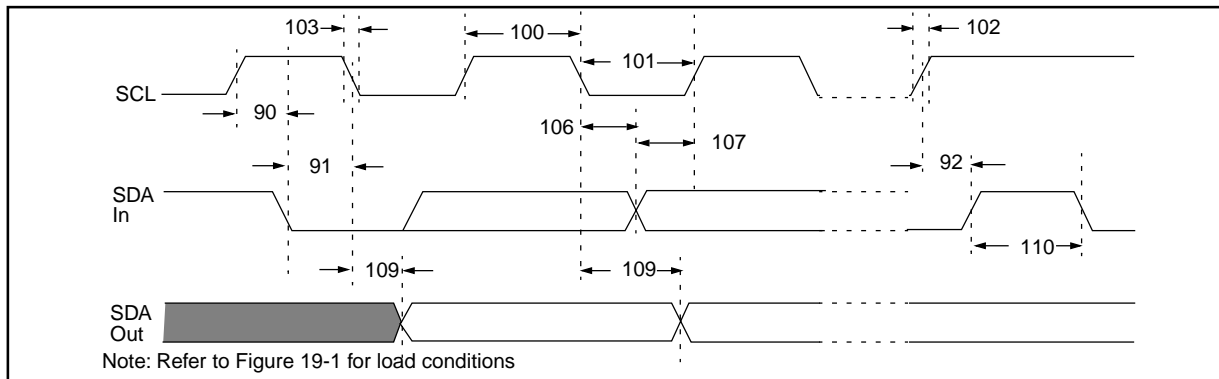 103
100
102
101
SCL
90
106
107
91
92
SDA
In
110
109
109
SDA
Out
Note: Refer to Figure 19-1 for load conditions